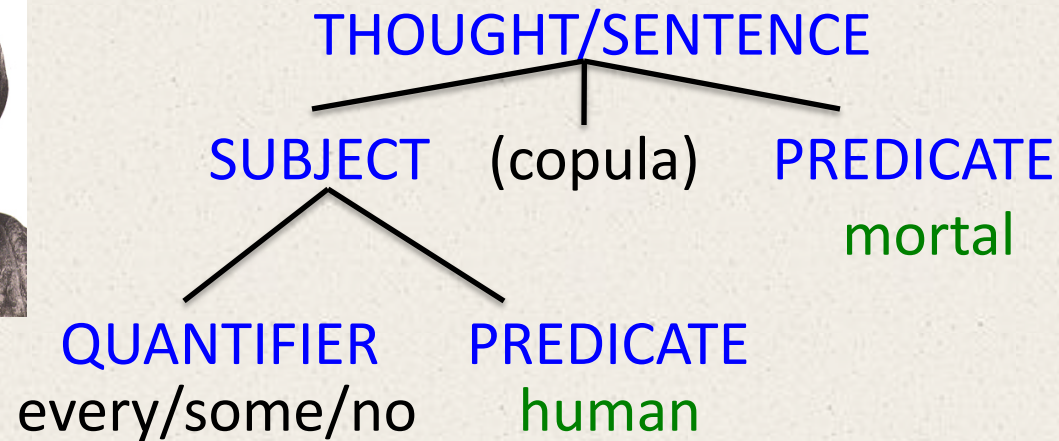 THOUGHT/SENTENCE
SUBJECT (copula) PREDICATE
mortal
QUANTIFIER PREDICATE
every/some/no human